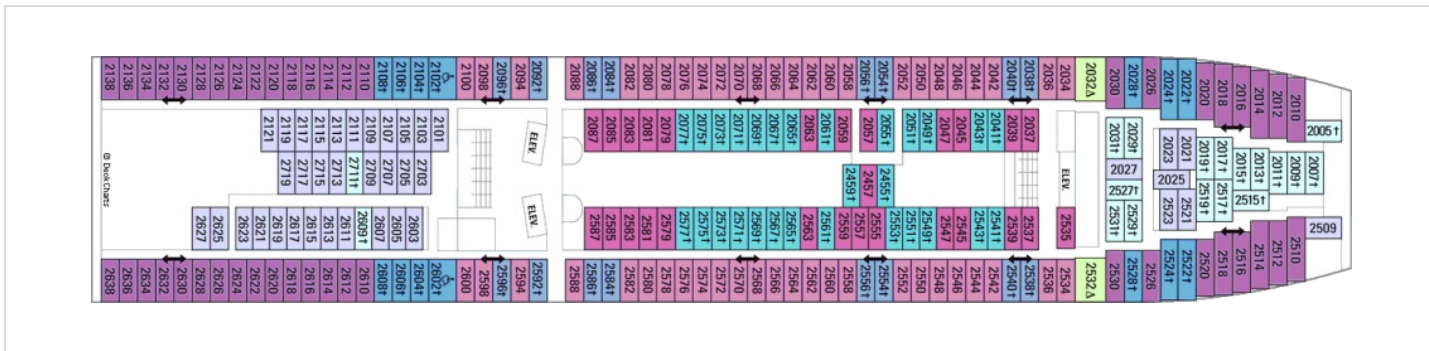 2138 2136 2134 2132 2130 2128 2126 2124 2122 2120 2118 2116 2114 2112 2110 2108† 2106† 2104† 2102† 2100 2098 2096† 2094 2092† 2088 2086† 2084† 2082 2080 2078 2076 2074 2072 2070 2068 2066 2064 2062 2060 2058 2056† 2054† 2052 2050 2048 2046 2044 2042 2040† 2038† 2036 2034 2032Δ 2030 2028† 2026 2024† 2022† 2020 2018 2016 2014 2012 2010
2005†
2121 2119 2117 2115 2113 2111 2109 2107 2105 2103 2101 ELEV. 2087 2085 2083 2081 2079 2077† 2075† 2073† 2071† 2069† 2067† 2065† 2063 2061† 2059 2057 2055† 2051† 2049† 2047 2045 2043† 2041† 2039 2037 2031† 2029† 2023 2021 2019† 2017† 2015† 2013† 2011† 2009† 2007†
2719 2717 2715 2713 2711† 2709 2707 2705 2703 2459† 2457 2455† ELEV. 2027 2025
2527†
© DeckCharts
2627 2625 2623 2621 2619 2615 2613 2611 2609† 2607 2605 2603 ELEV. 2587 2585 2583 2581 2579 2577† 2575† 2573† 2571† 2569† 2567† 2565† 2563 2561† 2559 2557 2555 2553† 2551† 2549† 2547 2545 2543† 2541† 2539 2537 2535 2531† 2529† 2523 2521 2519† 2517† 2515†
2509
2638 2636 2634 2632 2630 2628 2626 2624 2622 2620 2618 2616 2614 2612 2610 2608† 2606† 2604† 2602† 2600 2598 2596† 2594 2592† 2588 2586† 2584† 2582 2580 2578 2576 2574 2572 2570 2568 2566 2564 2562 2560 2558 2556† 2554† 2552 2550 2548 2546 2544 2542 2540† 2538† 2536 2534 2532Δ 2530 2528† 2526 2524† 2522† 2520 2518 2516 2514 2512 2510